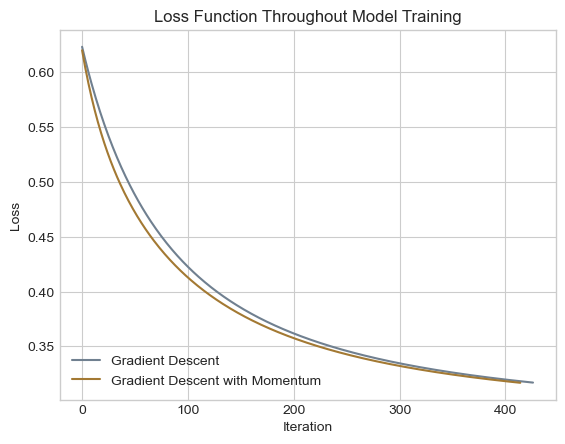 Loss Function Throughout Model Training
Loss
0.60
0.55
0.50
0.45
0.40
0.35
Gradient Descent
Gradient Descent with Momentum
0 100 200 300 400
Iteration